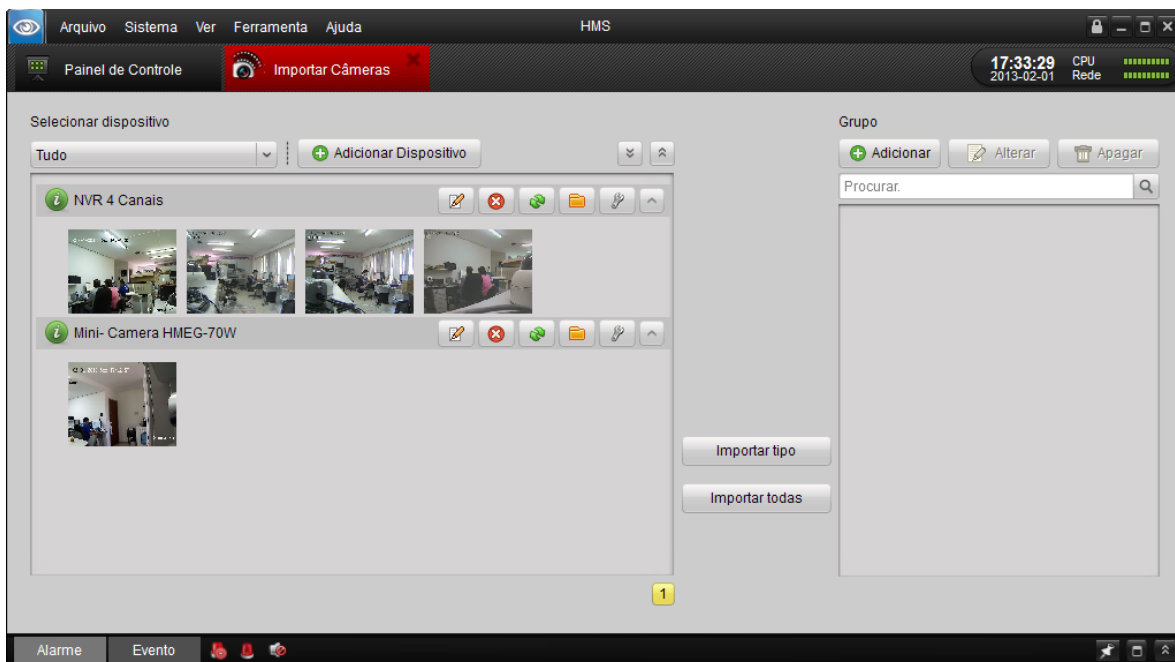 Arquivo Sistema Ver Ferramenta Ajuda HMS
Painel de Controle Importar Câmeras 17:33:29 CPU
2013-02-01 Rede
Selecionar dispositivo Grupo
Tudo Adicionar Dispositivo Adicionar Alterar Apagar
Procurar.
NVR 4 Canais
Mini- Camera HMEG-70W
Importar tipo
Importar todas
1
Alarme Evento